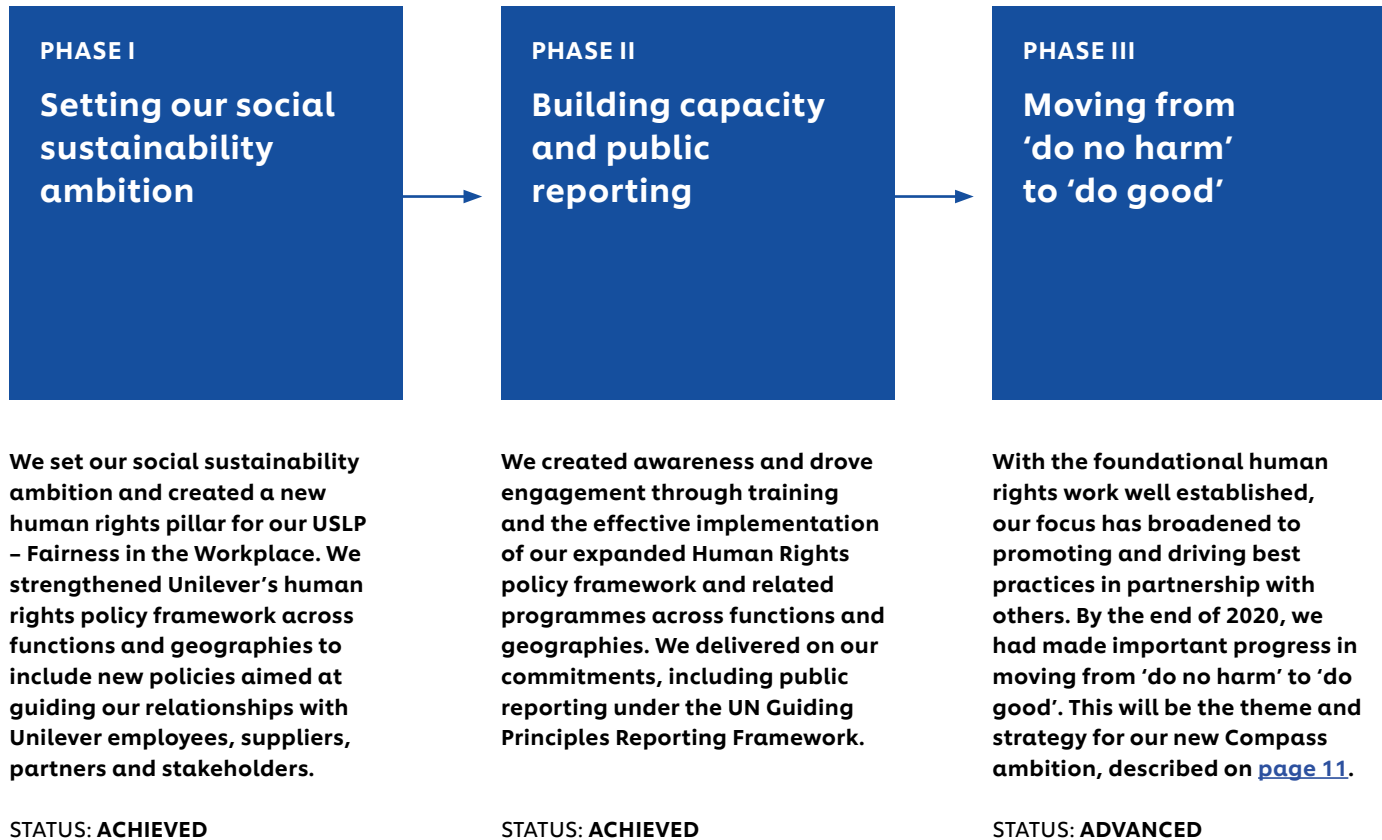 PHASE I
Setting our social
sustainability
ambition
We set our social sustainability
ambition and created a new
human rights pillar for our USLP
– Fairness in the Workplace. We
strengthened Unilever’s human
rights policy framework across
functions and geographies to
include new policies aimed at
guiding our relationships with
Unilever employees, suppliers,
partners and stakeholders.
STATUS: ACHIEVED
PHASE II
Building capacity
and public
reporting
We created awareness and drove
engagement through training
and the effective implementation
of our expanded Human Rights
policy framework and related
programmes across functions and
geographies. We delivered on our
commitments, including public
reporting under the UN Guiding
Principles Reporting Framework.
STATUS: ACHIEVED
PHASE III
Moving from
‘do no harm’
to ‘do good’
With the foundational human
rights work well established,
our focus has broadened to
promoting and driving best
practices in partnership with
others. By the end of 2020, we
had made important progress in
moving from ‘do no harm’ to ‘do
good’. This will be the theme and
strategy for our new Compass
ambition, described on page 11.
STATUS: ADVANCED